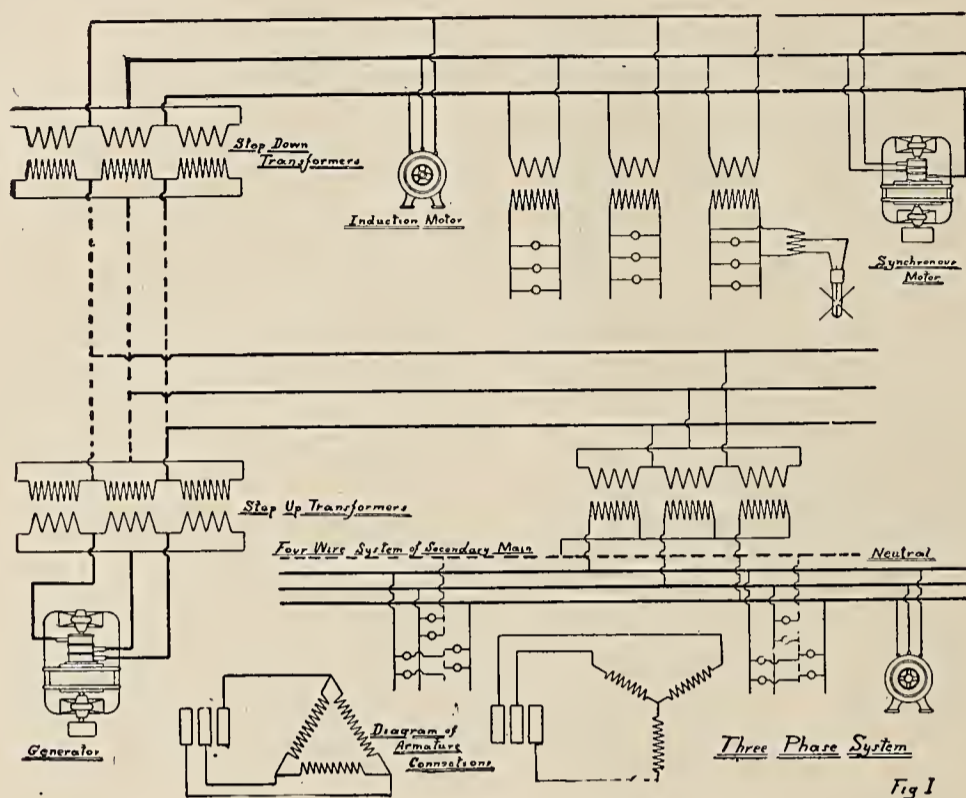 Step Down
Transformers
Induction Motor
Synchronous
Motor
Step Up Transformers
Four Wire System of Secondary Main
Neutral
Generator
Diagram of
Armature
Connections
Three Phase System
Fig I